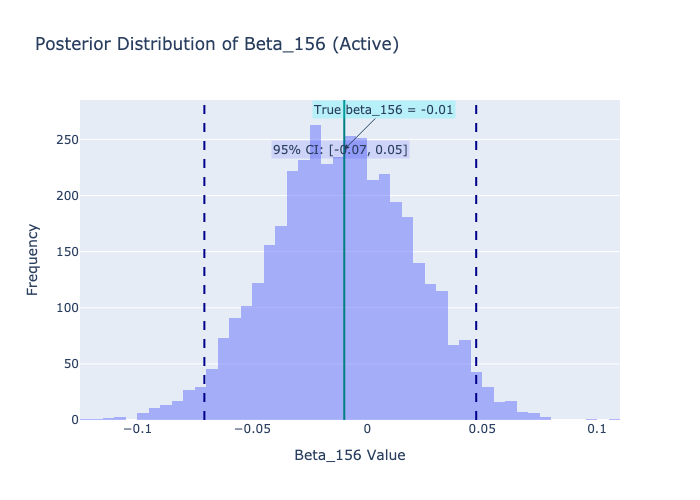 Posterior Distribution of Beta_156 (Active)
True beta_156 = -0.01
95% CI: [-0.07, 0.05]
250
200
150
100
50
0
Frequency
−0.1
−0.05
0
0.05
0.1
Beta_156 Value